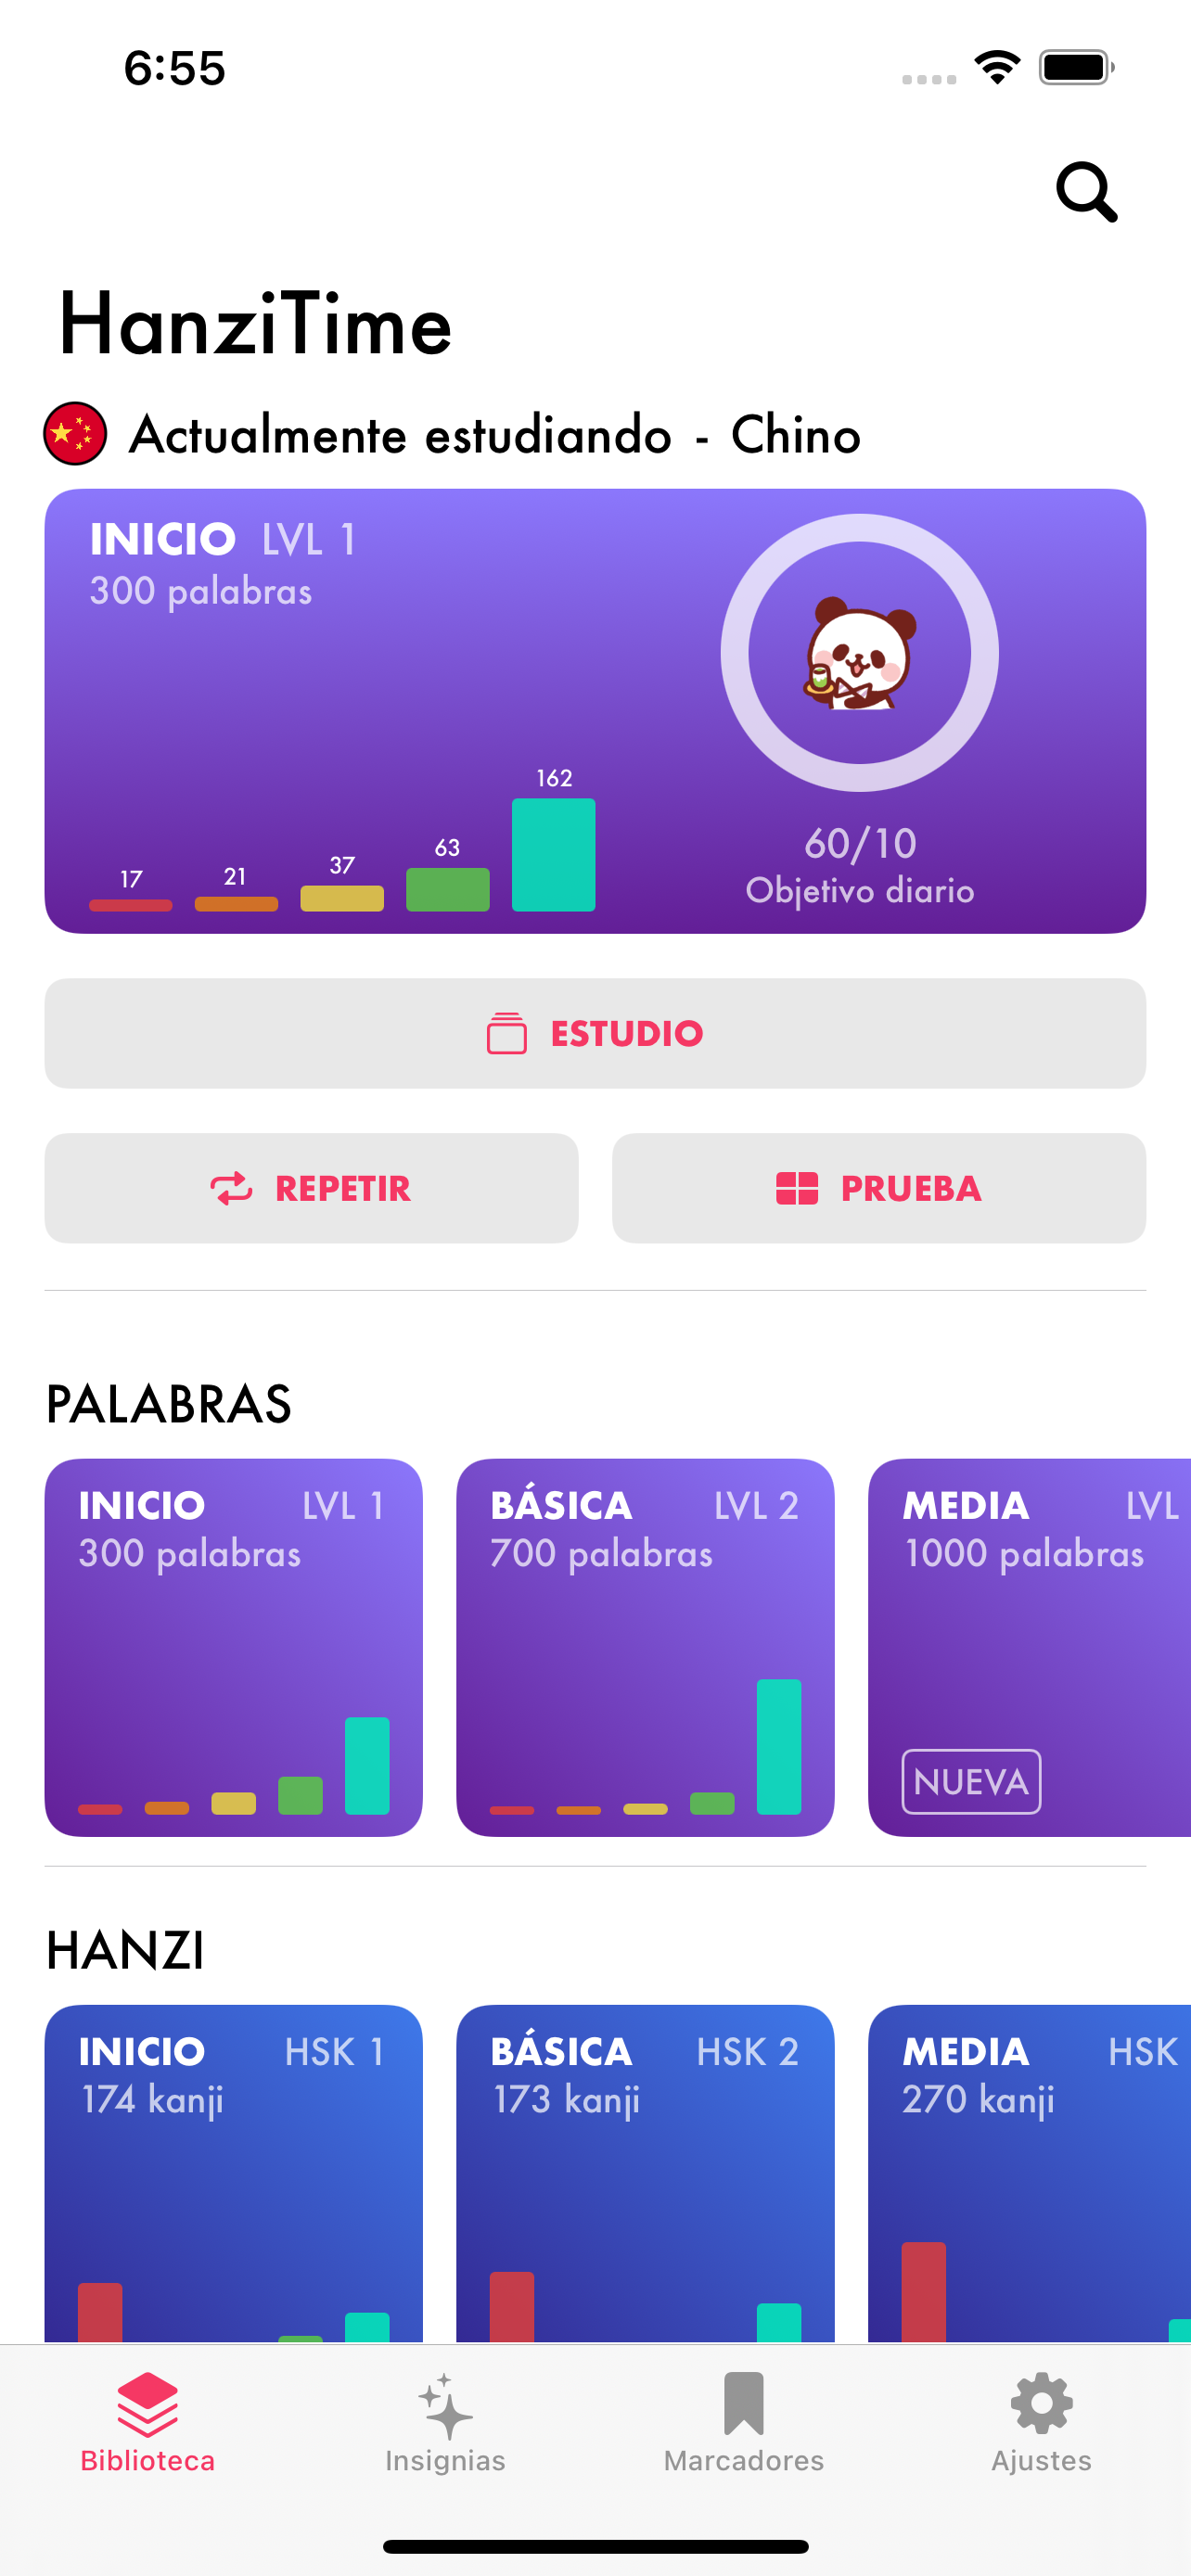 6:55
HanziTime
Actualmente estudiando - Chino
INICIO LVL 1
300 palabras
17 21 37 63 162
60/10
Objetivo diario
ESTUDIO
REPETIR
PRUEBA
PALABRAS
INICIO LVL 1
300 palabras
BÁSICA LVL 2
700 palabras
MEDIA LVL
1000 palabras
NUEVA
HANZI
INICIO HSK 1
174 kanji
BÁSICA HSK 2
173 kanji
MEDIA HSK
270 kanji
Biblioteca
Insignias
Marcadores
Ajustes